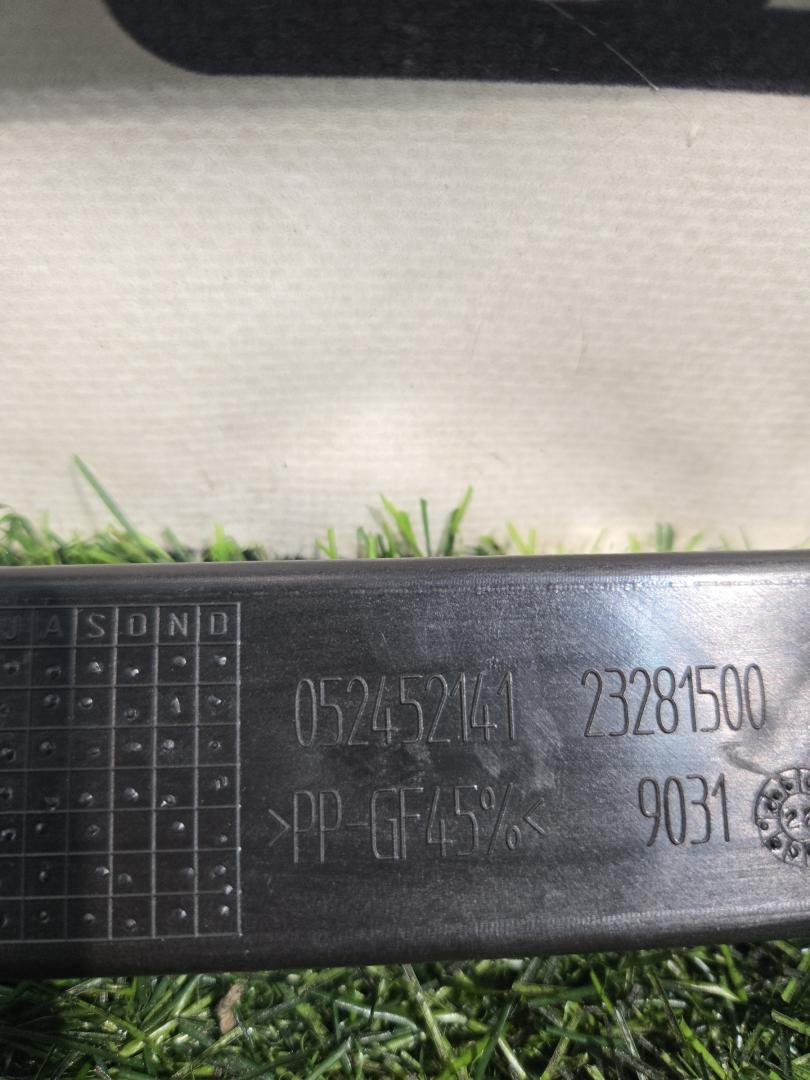 J A S O N D
052452141 23281500
>PP-GF45%< 9031